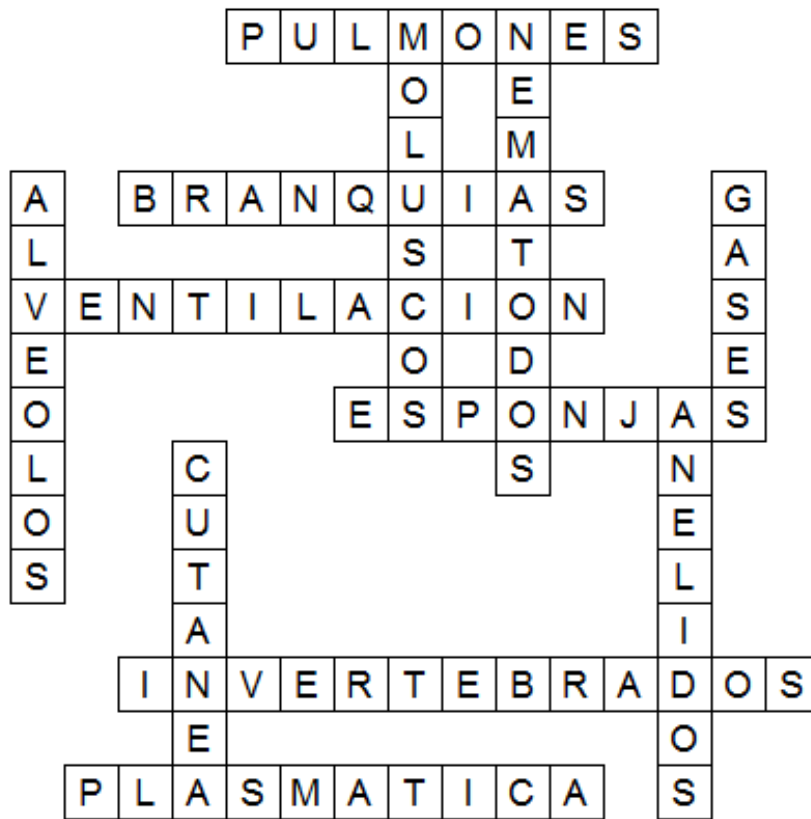 PULMONES
MOLUSCOS
NEMATODOS
ALVEOLOS
BRANQUIAS
GASES
VENTILACION
ESPONJAS
ANELIDOS
CUTANEA
INVERTEBRADOS
PLASMATICA